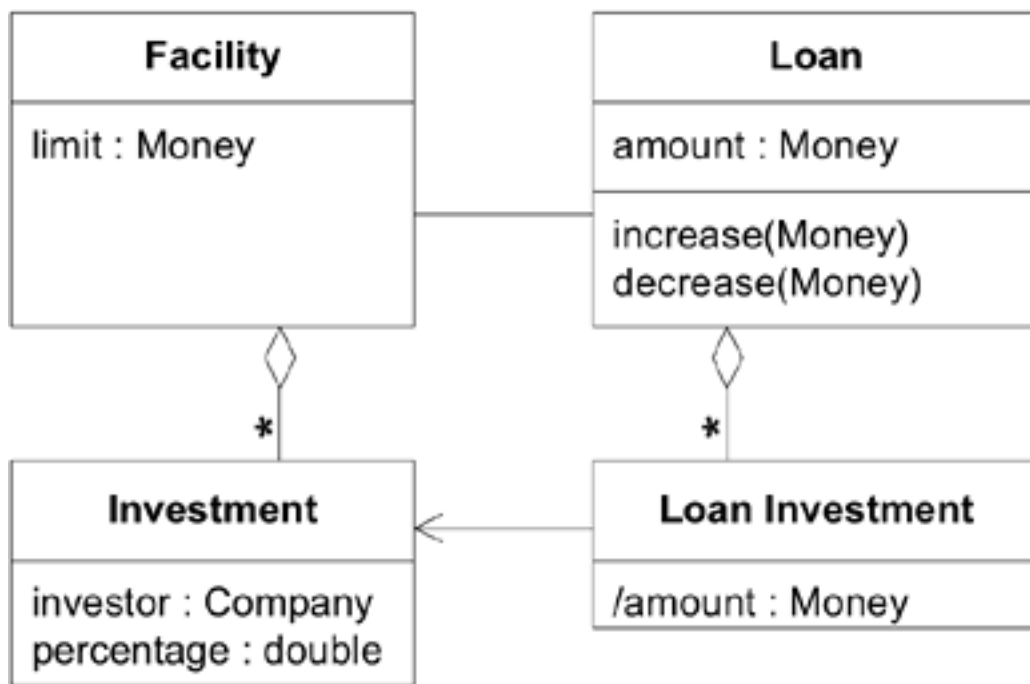 Facility
limit : Money
Loan
amount : Money
increase(Money)
decrease(Money)
*
*
Investment
investor : Company
percentage : double
Loan Investment
/amount : Money